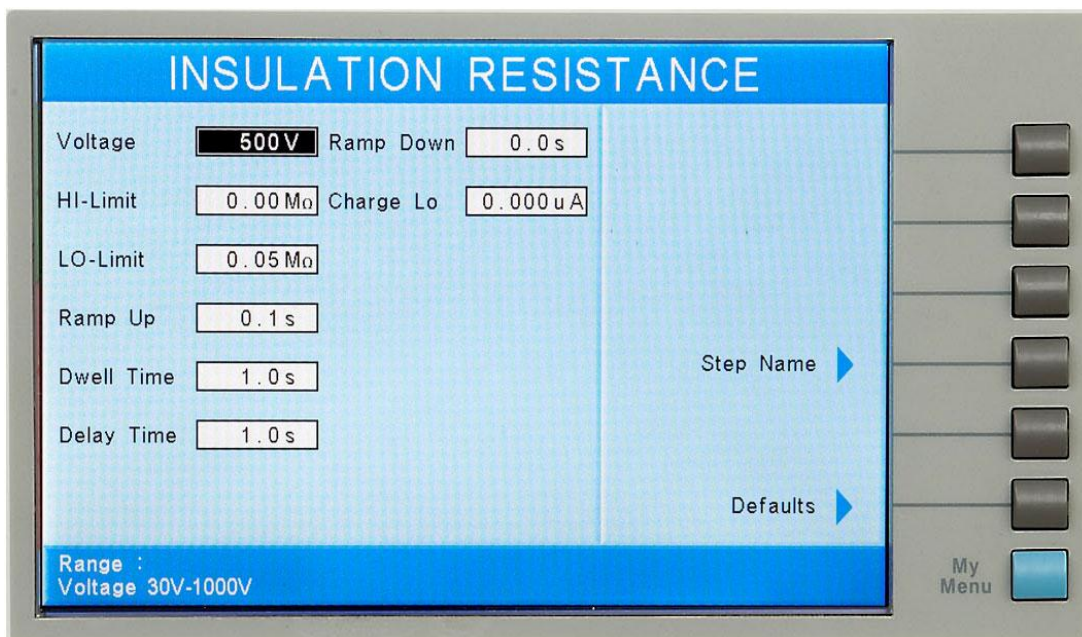 INSULATION RESISTANCE
Voltage 500V Ramp Down 0.0s
HI-Limit 0.00MΩ Charge Lo 0.000uA
LO-Limit 0.05MΩ
Ramp Up 0.1s
Dwell Time 1.0s
Step Name
Delay Time 1.0s
Defaults
Range :
Voltage 30V-1000V
My
Menu